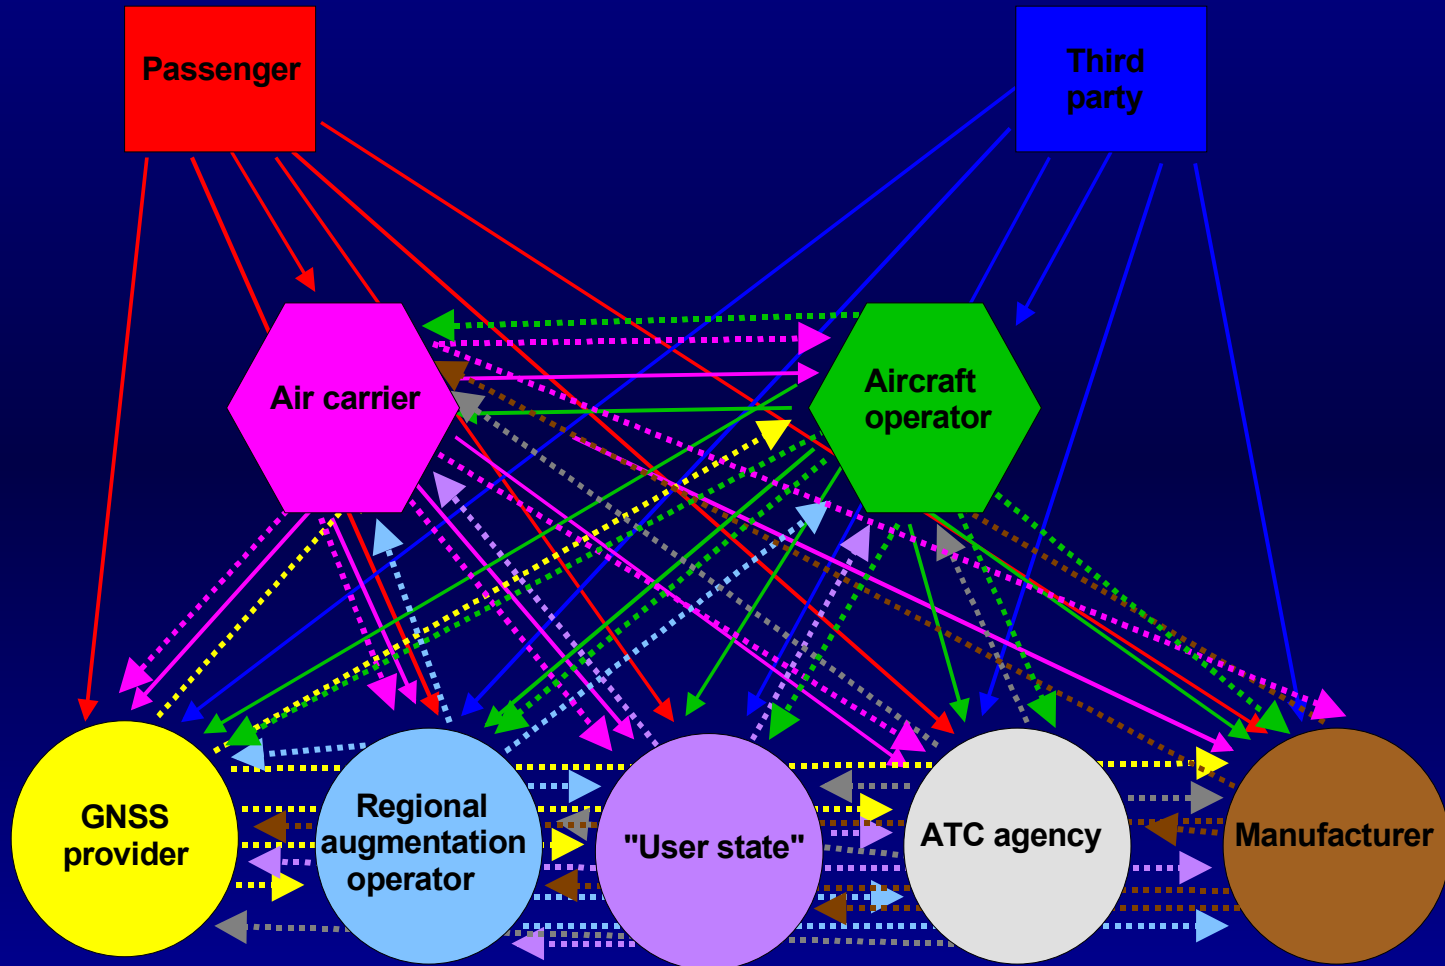 Passenger
Third
party
Air carrier
Aircraft
operator
GNSS
provider
Regional
augmentation
operator
"User state"
ATC agency
Manufacturer